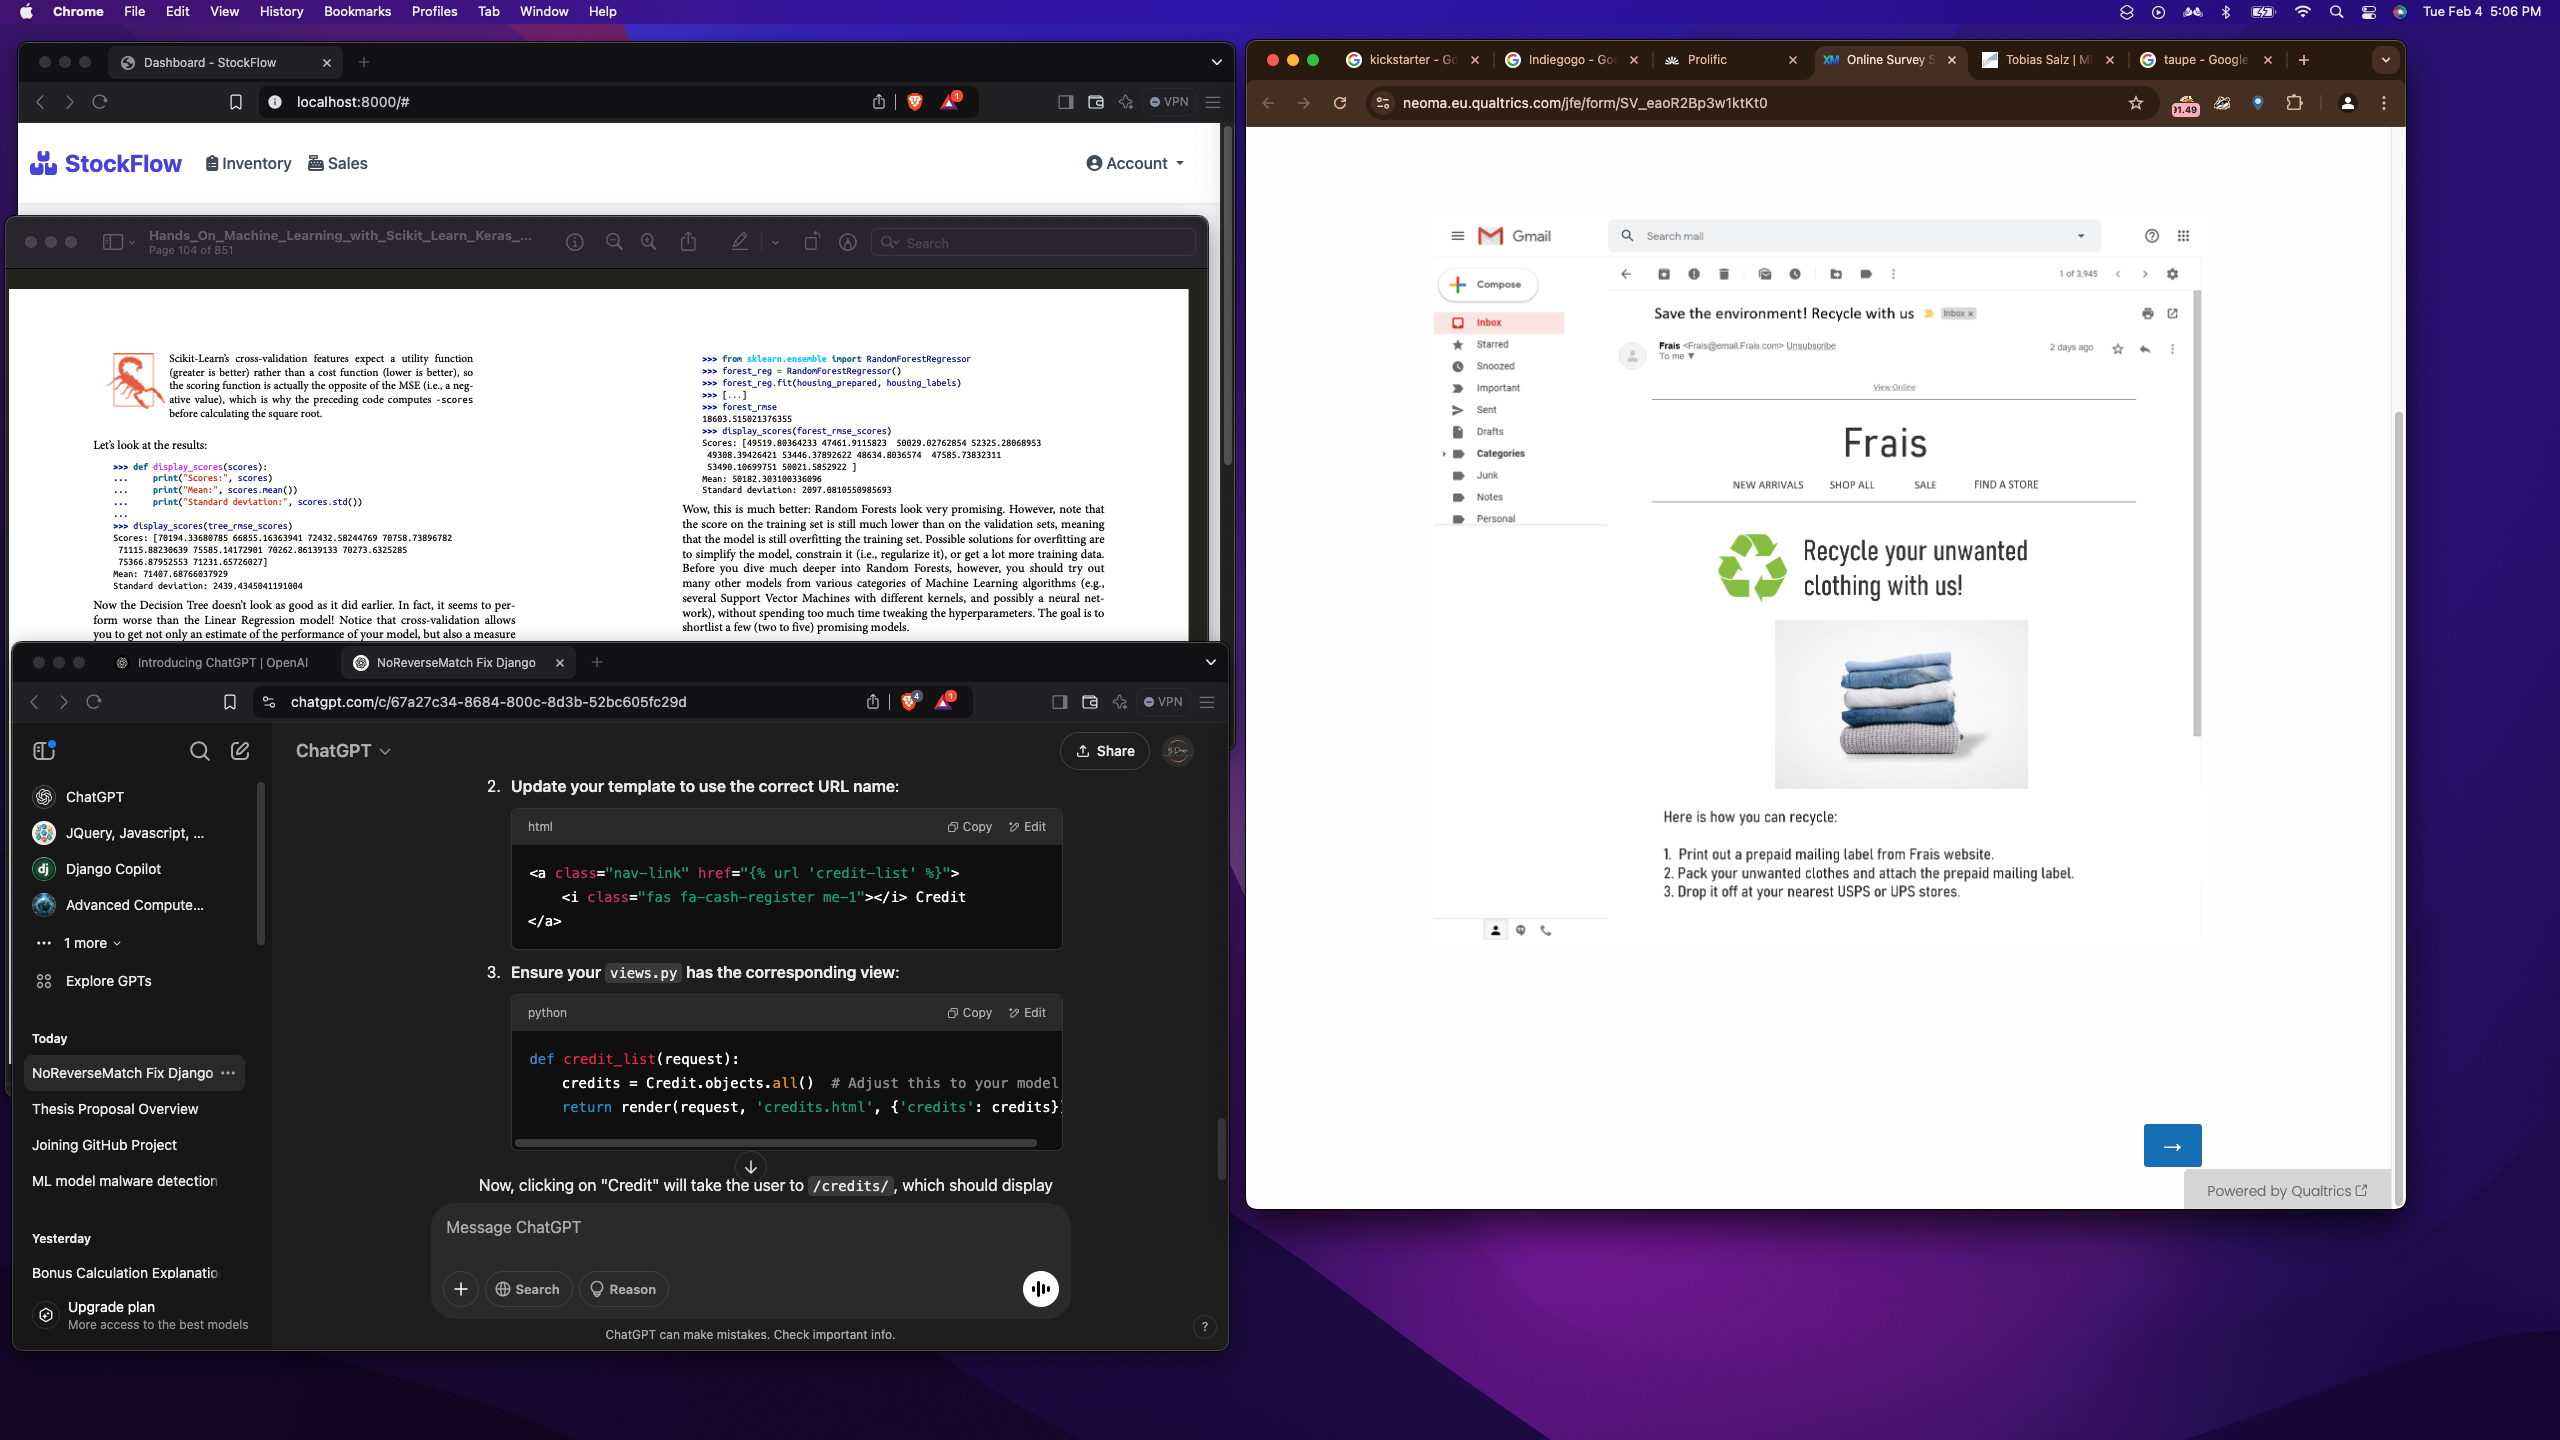 Chrome File Edit View History Bookmarks Profiles Tab Window Help
Tue Feb 4 5:06 PM
Dashboard - StockFlow
localhost:8000/#
1
VPN
StockFlow
Inventory
Sales
Account
Hands_On_Machine_Learning_with_Scikit_Learn_Keras_...
Page 104 of 851
Search
Scikit-Learn's cross-validation features expect a utility function
(greater is better) rather than a cost function (lower is better), so
the scoring function is actually the opposite of the MSE (i.e., a neg-
ative value), which is why the preceding code computes -scores
before calculating the square root.
Let's look at the results:
>>> def display_scores(scores):
... print("Scores:", scores)
... print("Mean:", scores.mean())
... print("Standard deviation:", scores.std())
...
>>> display_scores(tree_rmse_scores)
Scores: [70194.33680785 66855.16363941 72432.58244769 70758.73896782
71115.88230639 75585.14172901 70262.86139133 70273.6325285
75366.87952553 71231.65726027]
Mean: 71407.68766037929
Standard deviation: 2439.4345041191004
Now the Decision Tree doesn't look as good as it did earlier. In fact, it seems to per-
form worse than the Linear Regression model! Notice that cross-validation allows
you to get not only an estimate of the performance of your model, but also a measure
>>> from sklearn.ensemble import RandomForestRegressor
>>> forest_reg = RandomForestRegressor()
>>> forest_reg.fit(housing_prepared, housing_labels)
>>> [...]
>>> forest_rmse
18603.515021376355
>>> display_scores(forest_rmse_scores)
Scores: [49519.80364233 47461.9115823 50029.02762854 52325.28068953
49308.39426421 53446.37892622 48634.8036574 47585.73832311
53490.10699751 50021.5852922 ]
Mean: 50182.303100336096
Standard deviation: 2097.0810550985693
Wow, this is much better: Random Forests look very promising. However, note that
the score on the training set is still much lower than on the validation sets, meaning
that the model is still overfitting the training set. Possible solutions for overfitting are
to simplify the model, constrain it (i.e., regularize it), or get a lot more training data.
Before you dive much deeper into Random Forests, however, you should try out
many other models from various categories of Machine Learning algorithms (e.g.,
several Support Vector Machines with different kernels, and possibly a neural net-
work), without spending too much time tweaking the hyperparameters. The goal is to
shortlist a few (two to five) promising models.
Introducing ChatGPT | OpenAI
NoReverseMatch Fix Django
chatgpt.com/c/67a27c34-8684-800c-8d3b-52bc605fc29d
4
1
VPN
ChatGPT
JQuery, Javascript, ...
dj Django Copilot
Advanced Compute...
1 more
Explore GPTs
Today
NoReverseMatch Fix Django
Thesis Proposal Overview
Joining GitHub Project
ML model malware detection
Yesterday
Bonus Calculation Explanatio
Upgrade plan
More access to the best models
ChatGPT
Share
2. Update your template to use the correct URL name:
html
Copy Edit
<a class="nav-link" href="{% url 'credit-list' %}">
<i class="fas fa-cash-register me-1"></i> Credit
</a>
3. Ensure your views.py has the corresponding view:
python
Copy Edit
def credit_list(request):
credits = Credit.objects.all() # Adjust this to your model
return render(request, 'credits.html', {'credits': credits})
Now, clicking on "Credit" will take the user to /credits/, which should display
Message ChatGPT
Search
Reason
ChatGPT can make mistakes. Check important info.
?
kickstarter - Go
Indiegogo - Goo
Prolific
XM Online Survey S
Tobias Salz | MI
taupe - Google
neoma.eu.qualtrics.com/jfe/form/SV_eaoR2Bp3w1ktKt0
Gmail
Search mail
Compose
Inbox
Starred
Snoozed
Important
Sent
Drafts
Categories
Junk
Notes
Personal
1 of 3,945
Save the environment! Recycle with us
Inbox x
Frais <Frais@email.Frais.com> Unsubscribe
To me
2 days ago
View Online
Frais
NEW ARRIVALS SHOP ALL SALE FIND A STORE
Recycle your unwanted
clothing with us!
Here is how you can recycle:
1. Print out a prepaid mailing label from Frais website.
2. Pack your unwanted clothes and attach the prepaid mailing label.
3. Drop it off at your nearest USPS or UPS stores.
→
Powered by Qualtrics